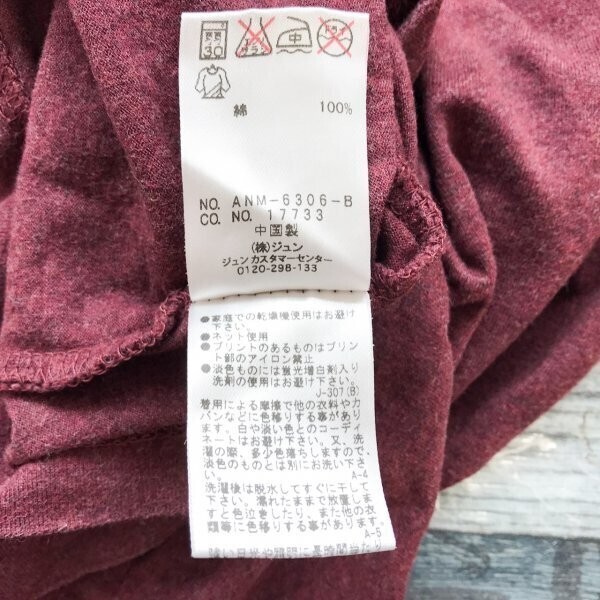 30
エンソ
中
綿 100%
NO. ANM-6306-B
CO. NO. 17733
中国製
(株)ジュン
ジュンカスタマーセンター
0120-298-133
●家庭での乾燥機使用はお避け
下さい。
●ネット使用
●プリントのあるものはプリン
ト部のアイロン禁止
●淡色ものには蛍光増白剤入り
洗剤の使用はお避け下さい。
J-307(B)
着用による摩擦で他の衣料やカ
バンなどに色移りする事があり
ます。白や淡い色とのコーディ
ネートはお避け下さい。又、洗
濯の際、多少色落ちしますので、
淡色のものとは別にお洗い下さ
い。 A-4
洗濯後は脱水してすぐに干して
下さい。濡れたままで放置しま
すと色泣きしたり、また他の衣
類等に色移りする事があります。
A-5